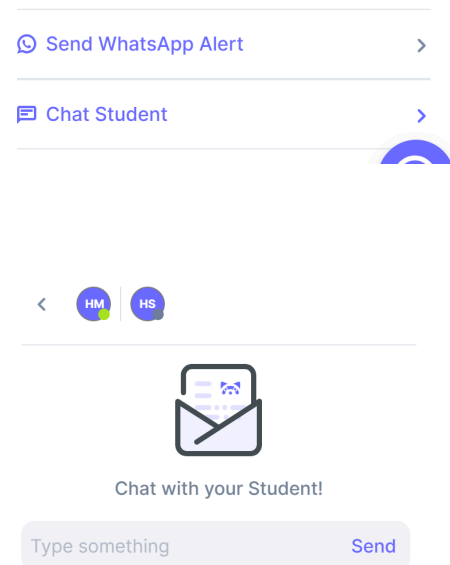 Send WhatsApp Alert
Chat Student
HM HS
Chat with your Student!
Type something Send